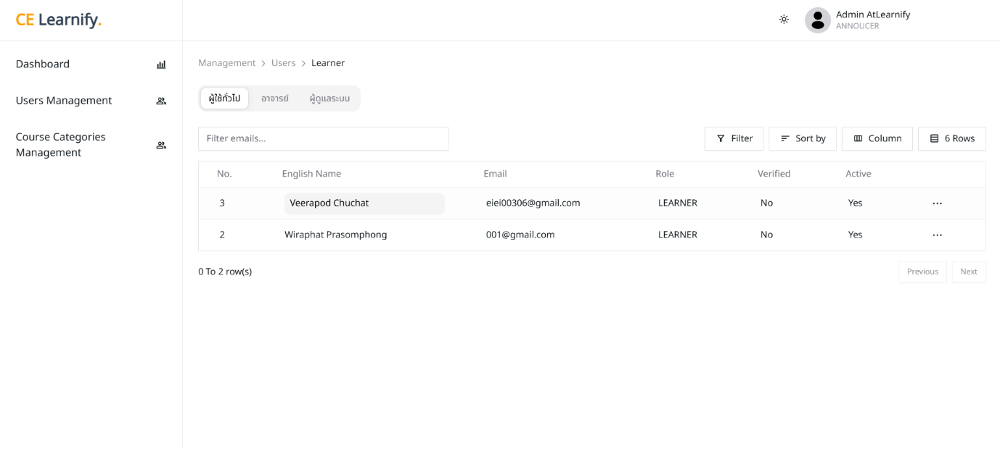 CE Learnify.
Admin AtLearnify
ANNOUCER
Dashboard
Users Management
Course Categories
Management
Management > Users > Learner
ผู้ใช้ทั่วไป อาจารย์ ผู้ดูแลระบบ
Filter emails...
Filter Sort by Column 6 Rows
No. English Name Email Role Verified Active
3 Veerapod Chuchat eiei00306@gmail.com LEARNER No Yes ...
2 Wiraphat Prasomphong 001@gmail.com LEARNER No Yes ...
0 To 2 row(s)
Previous Next